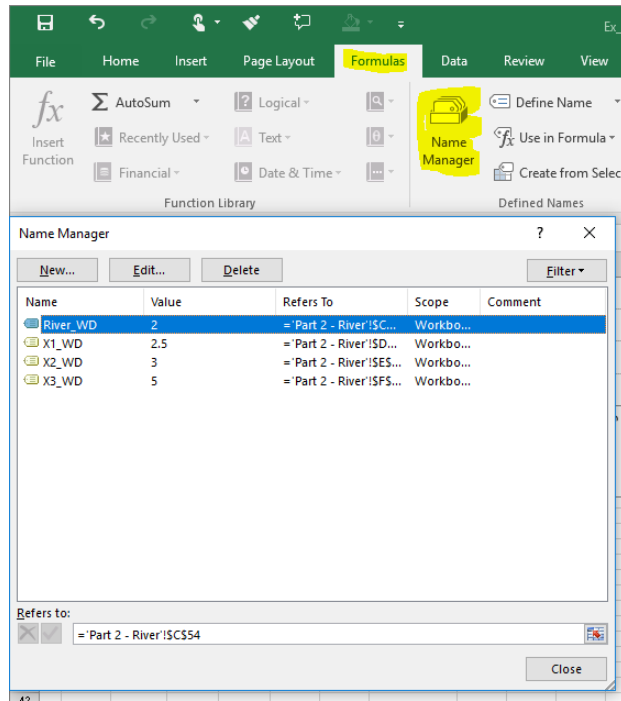 Ex_
File Home Insert Page Layout Formulas Data Review View
fx Insert Function
Σ AutoSum
Recently Used
Financial
? Logical
A Text
Date & Time
θ
Name Manager
Define Name
fx Use in Formula
Create from Selec
Function Library
Defined Names
Name Manager ? X
New... Edit... Delete Filter
Name Value Refers To Scope Comment
River_WD 2 ='Part 2 - River'!$C... Workbo...
X1_WD 2.5 ='Part 2 - River'!$D... Workbo...
X2_WD 3 ='Part 2 - River'!$E$... Workbo...
X3_WD 5 ='Part 2 - River'!$F$... Workbo...
Refers to:
='Part 2 - River'!$C$54
Close